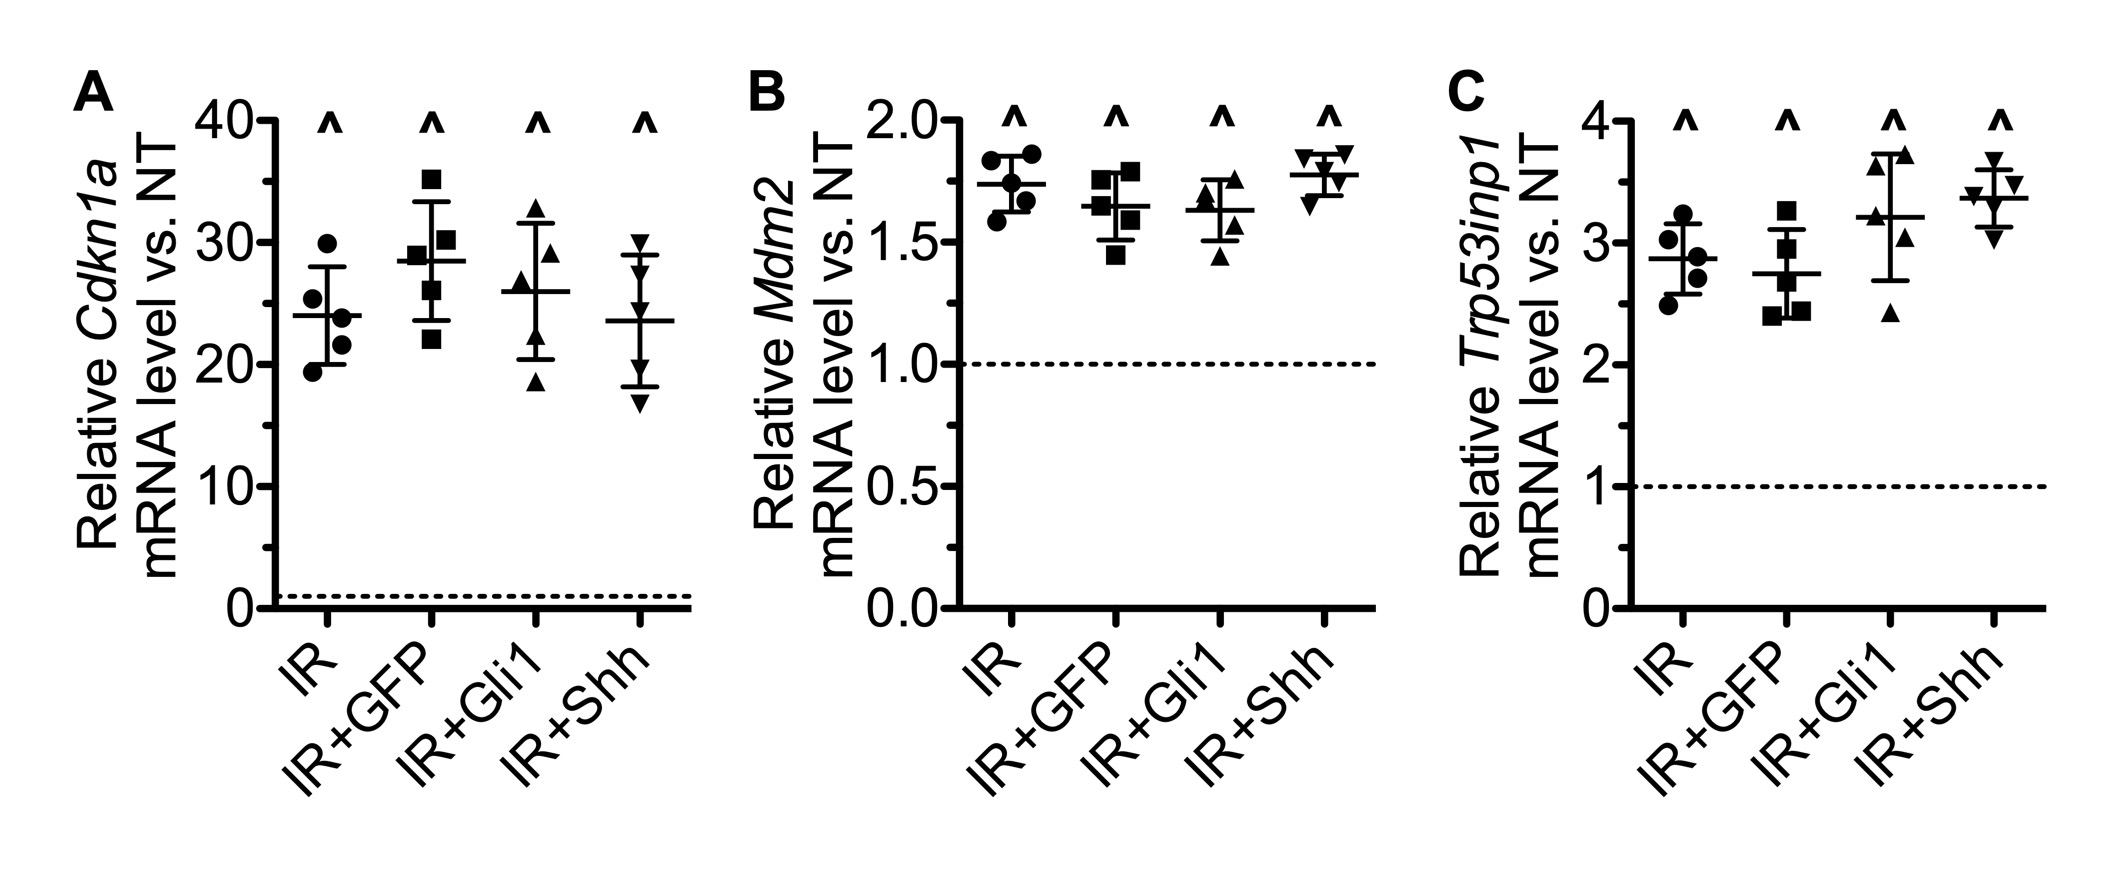 A
Relative Cdkn1a
mRNA level vs. NT
40
30
20
10
0
^ ^ ^ ^
IR
IR+GFP
IR+Gli1
IR+Shh
B
Relative Mdm2
mRNA level vs. NT
2.0
1.5
1.0
0.5
0.0
^ ^ ^ ^
IR
IR+GFP
IR+Gli1
IR+Shh
C
Relative Trp53inp1
mRNA level vs. NT
4
3
2
1
0
^ ^ ^ ^
IR
IR+GFP
IR+Gli1
IR+Shh